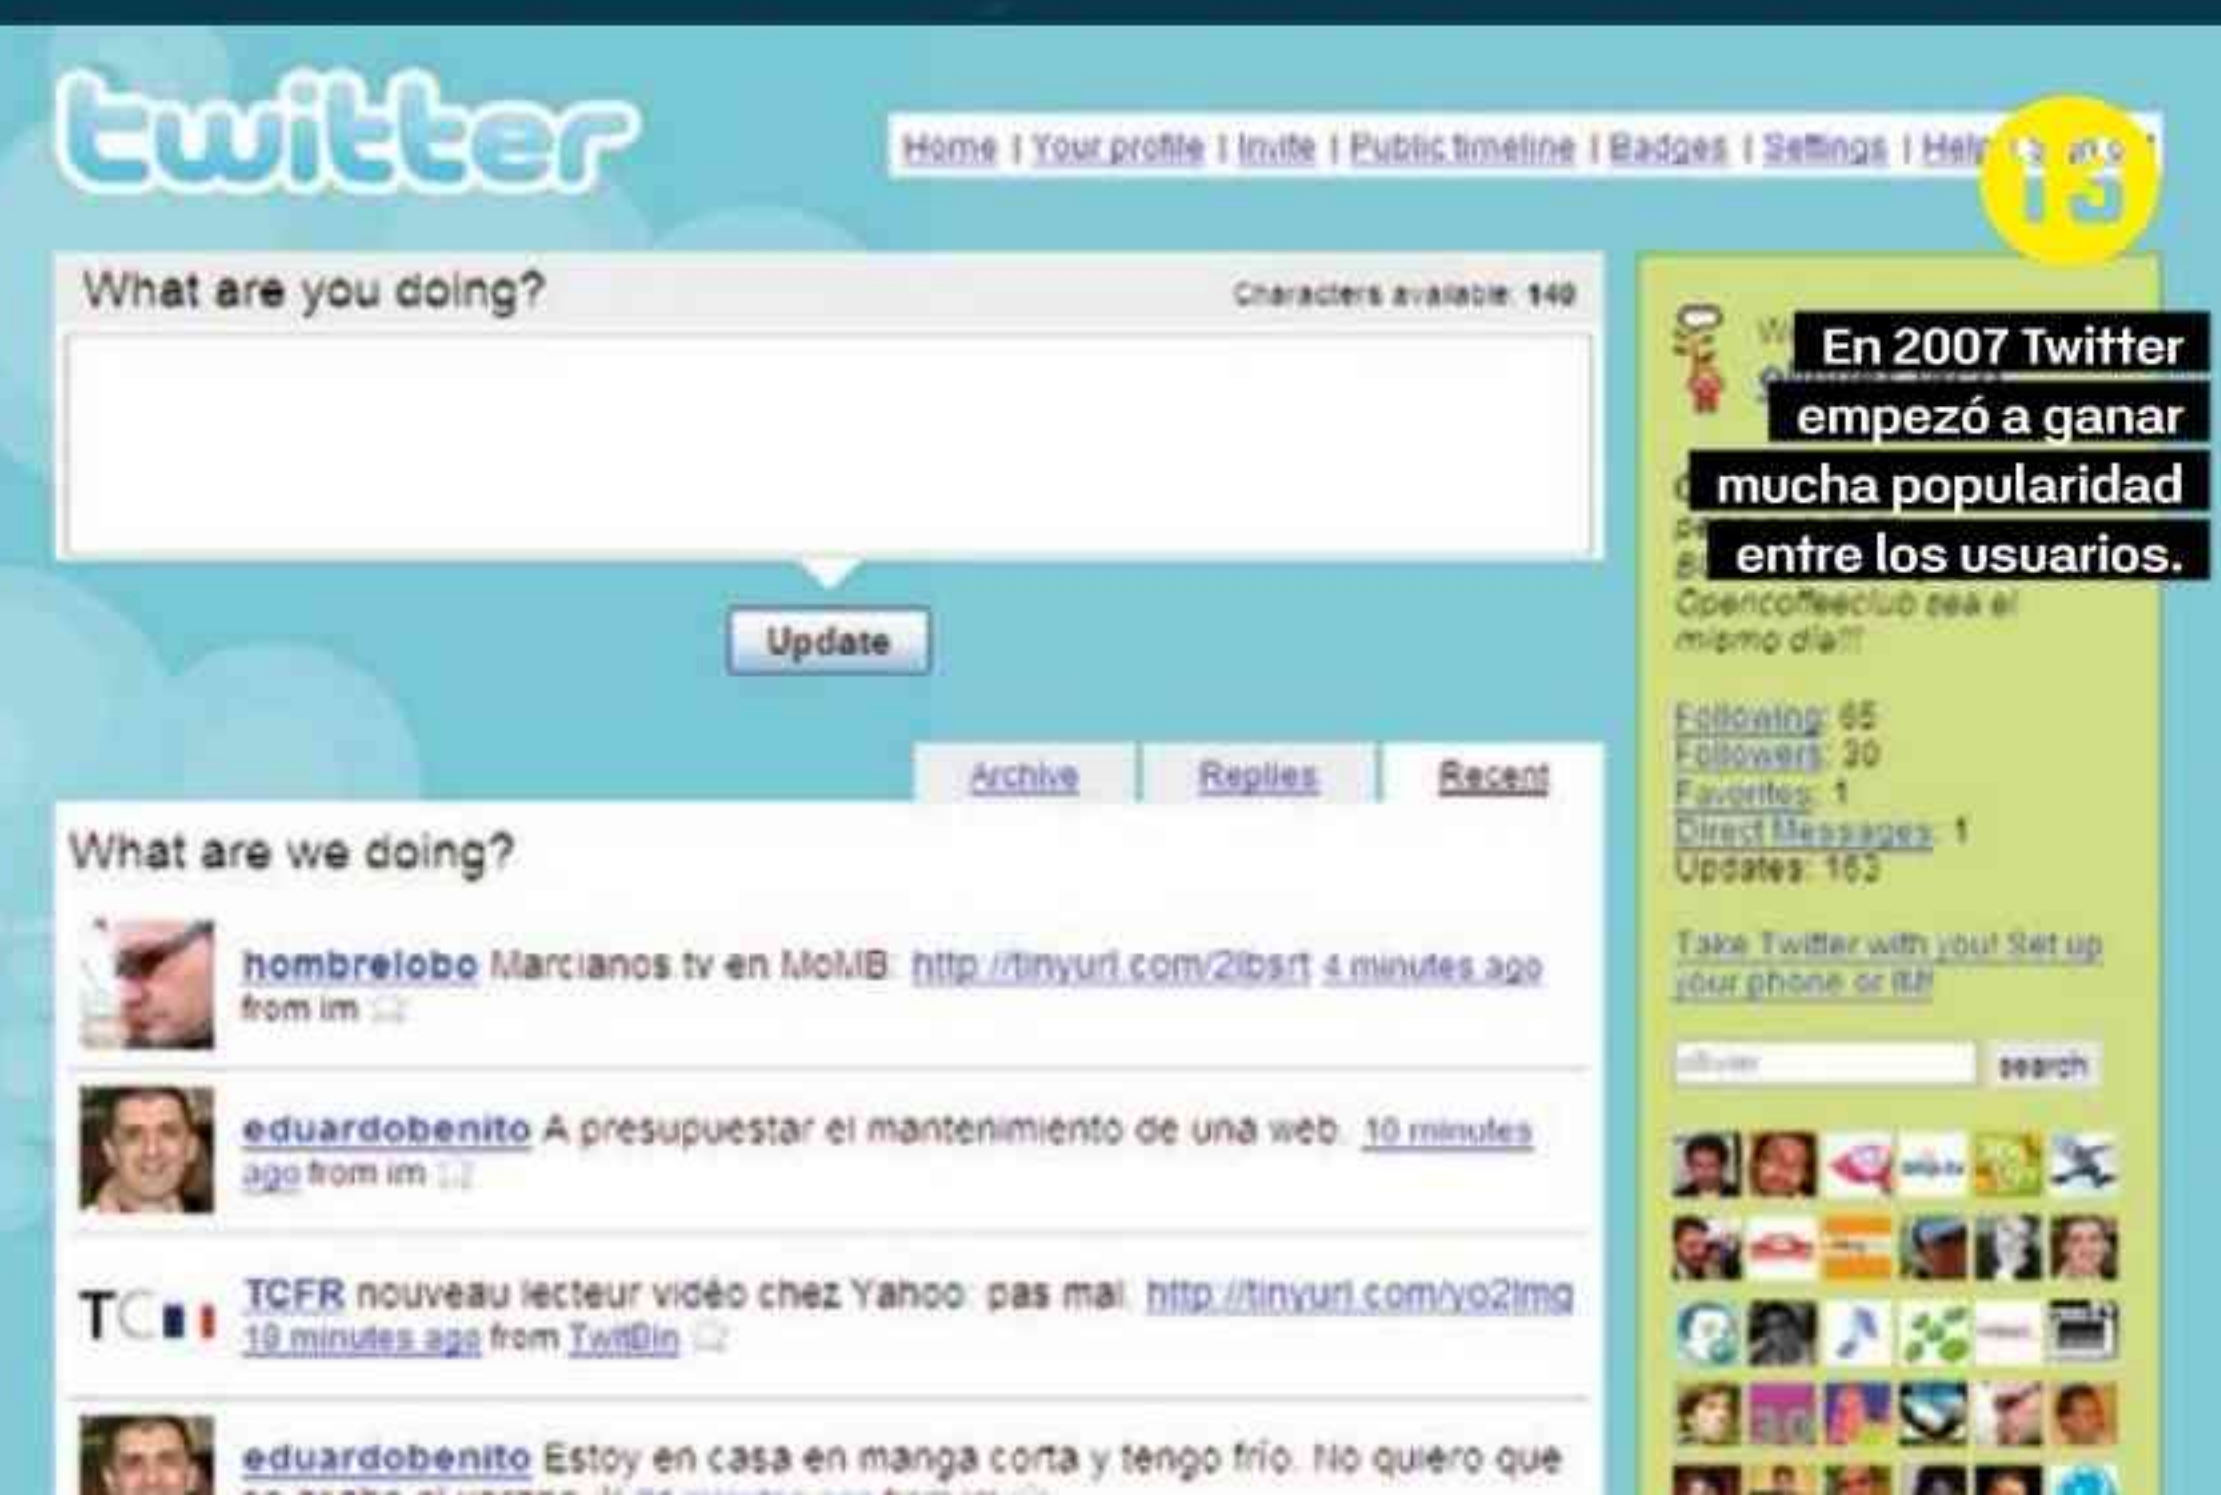 twitter
Home | Your profile | Invite | Public timeline | Badges | Settings | Help
13
What are you doing?
Characters available: 140
En 2007 Twitter
empezó a ganar
mucha popularidad
entre los usuarios.
Opencoffeeclub sea el
mismo día!!!
Update
Following: 65
Followers: 30
Favorites: 1
Direct Messages: 1
Updates: 163
Archive
Replies
Recent
What are we doing?
Take Twitter with you! Set up
your phone or IM!
search
hombrelobo Marcianos tv en MoMB: http://tinyurl.com/2lbsrt 4 minutes ago
from im
eduardobenito A presupuestar el mantenimiento de una web. 10 minutes
ago from im
TC
TCFR nouveau lecteur vidéo chez Yahoo: pas mal. http://tinyurl.com/yo2lmg
19 minutes ago from TwitBin
eduardobenito Estoy en casa en manga corta y tengo frío. No quiero que